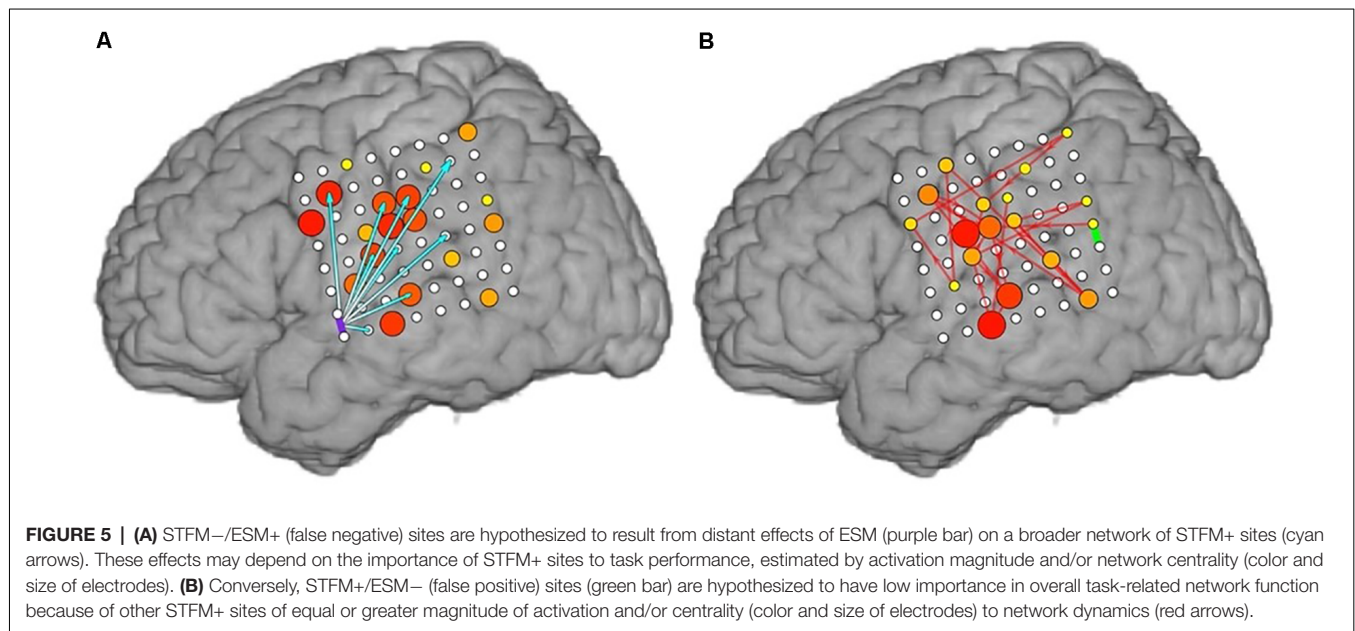 A
B
FIGURE 5 | (A) STFM−/ESM+ (false negative) sites are hypothesized to result from distant effects of ESM (purple bar) on a broader network of STFM+ sites (cyan
arrows). These effects may depend on the importance of STFM+ sites to task performance, estimated by activation magnitude and/or network centrality (color and
size of electrodes). (B) Conversely, STFM+/ESM− (false positive) sites (green bar) are hypothesized to have low importance in overall task-related network function
because of other STFM+ sites of equal or greater magnitude of activation and/or centrality (color and size of electrodes) to network dynamics (red arrows).